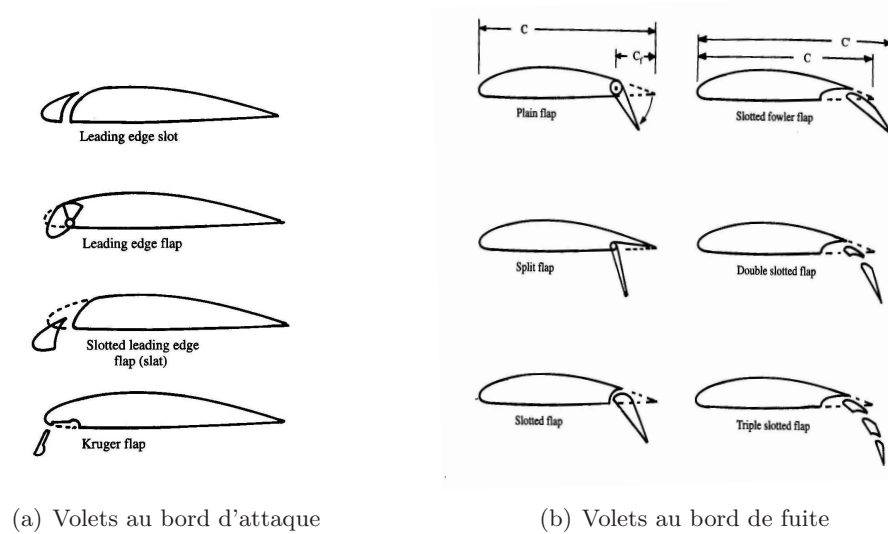 Leading edge slot
Leading edge flap
Slotted leading edge
flap (slat)
Kruger flap
(a) Volets au bord d'attaque
C
C_f
Plain flap
C'
C
Slotted fowler flap
Split flap
Double slotted flap
Slotted flap
Triple slotted flap
(b) Volets au bord de fuite